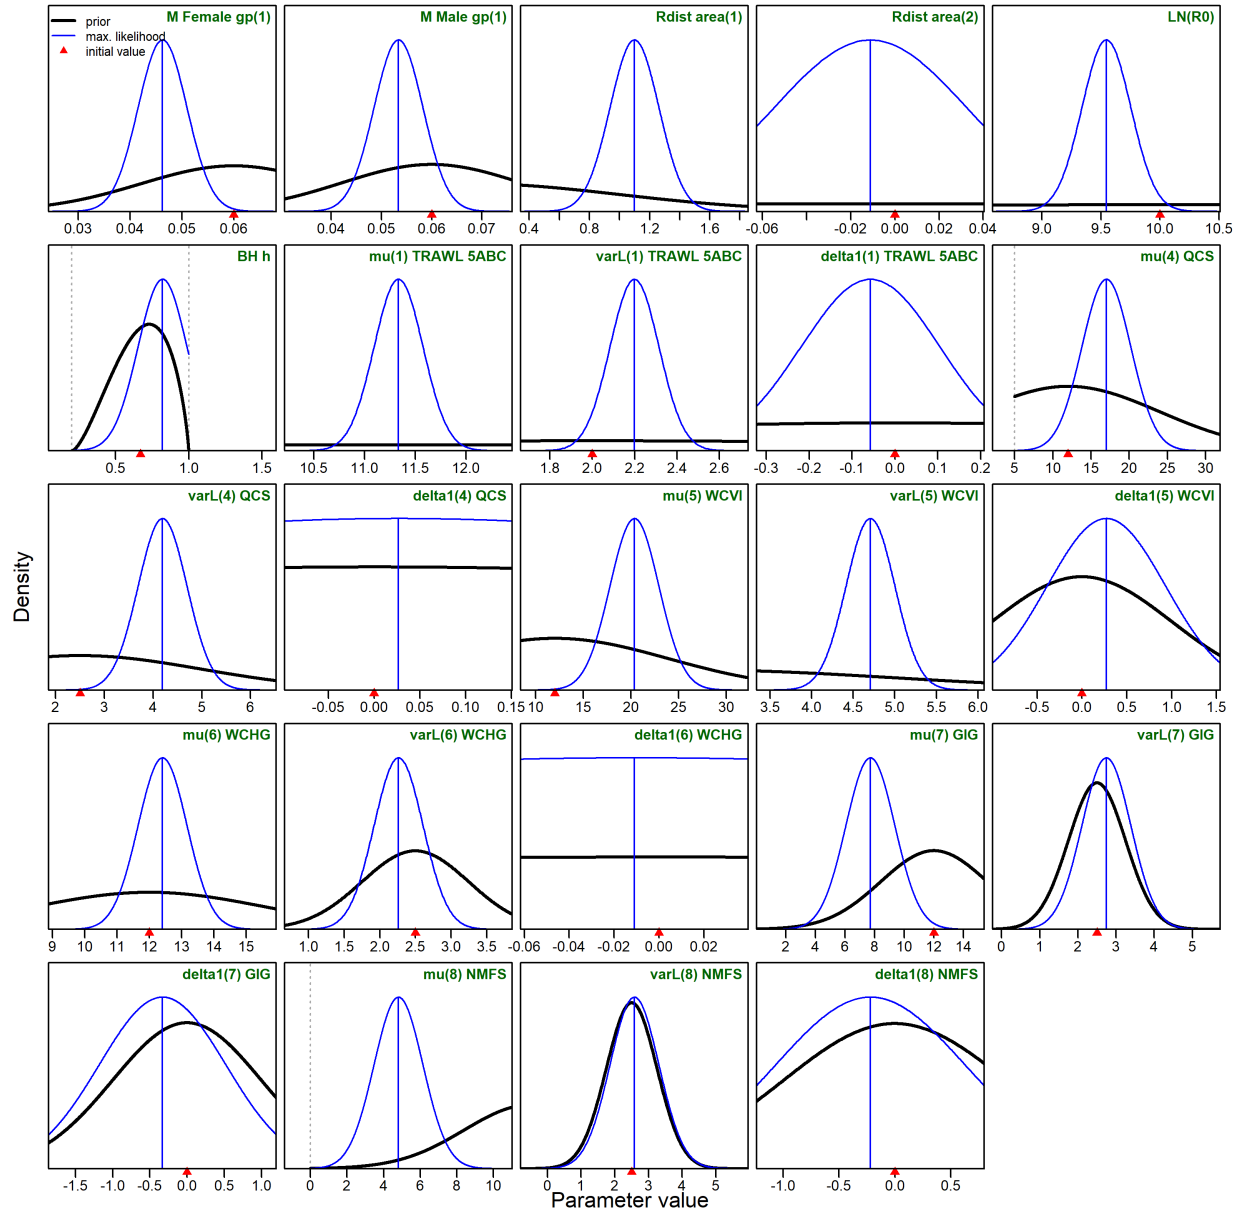 M Female gp(1)
prior
max. likelihood
initial value
0.03 0.04 0.05 0.06
M Male gp(1)
0.04 0.05 0.06 0.07
Rdist area(1)
0.4 0.8 1.2 1.6
Rdist area(2)
-0.06 -0.04 -0.02 0.00 0.02 0.04
LN(R0)
9.0 9.5 10.0 10.5
BH h
0.5 1.0 1.5
mu(1) TRAWL 5ABC
10.5 11.0 11.5 12.0
varL(1) TRAWL 5ABC
1.8 2.0 2.2 2.4 2.6
delta1(1) TRAWL 5ABC
-0.3 -0.2 -0.1 0.0 0.1 0.2
mu(4) QCS
5 10 15 20 25 30
varL(4) QCS
2 3 4 5 6
delta1(4) QCS
-0.05 0.00 0.05 0.10 0.15
mu(5) WCVI
10 15 20 25 30
varL(5) WCVI
3.5 4.0 4.5 5.0 5.5 6.0
delta1(5) WCVI
-0.5 0.0 0.5 1.0 1.5
Density
mu(6) WCHG
9 10 11 12 13 14 15
varL(6) WCHG
1.0 1.5 2.0 2.5 3.0 3.5
delta1(6) WCHG
-0.06 -0.04 -0.02 0.00 0.02
mu(7) GIG
2 4 6 8 10 12 14
varL(7) GIG
0 1 2 3 4 5
delta1(7) GIG
-1.5 -1.0 -0.5 0.0 0.5 1.0
mu(8) NMFS
0 2 4 6 8 10
varL(8) NMFS
0 1 2 3 4 5
delta1(8) NMFS
-1.0 -0.5 0.0 0.5
Parameter value